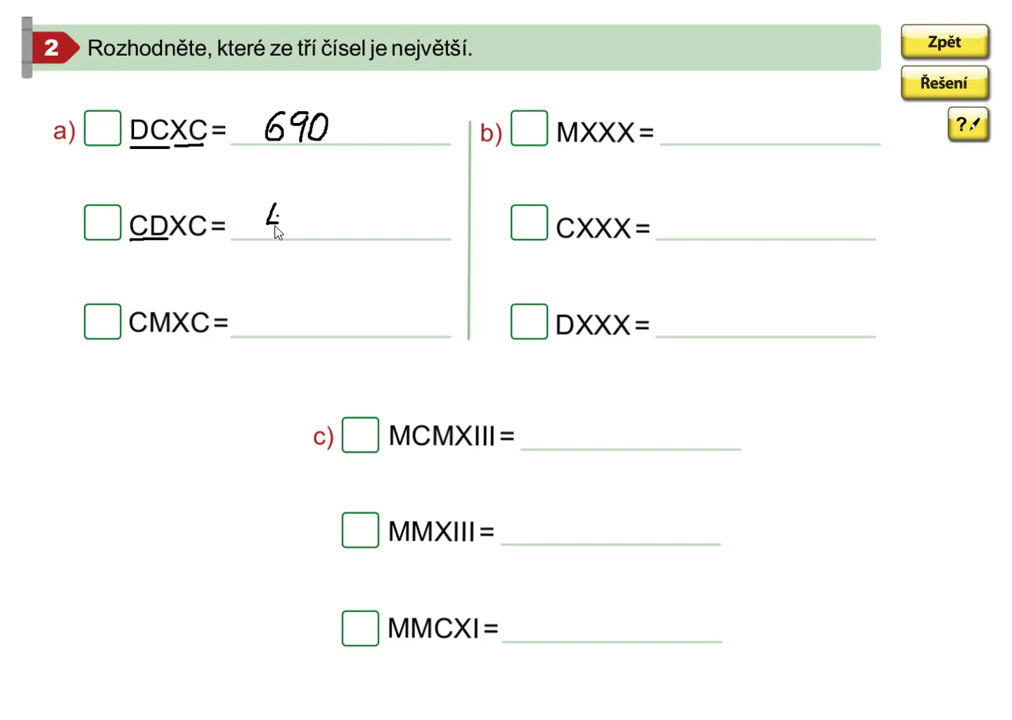 2 Rozhodněte, které ze tří čísel je největší.
Zpět
Řešení
?
a) DCXC = 690
CDXC = 4
CMXC =
b) MXXX =
CXXX =
DXXX =
c) MCMXIII =
MMXIII =
MMCXI =